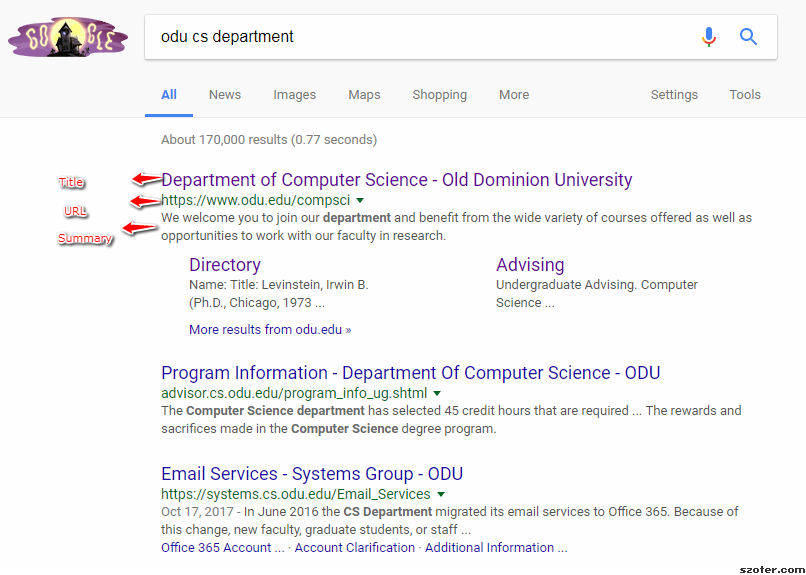 GOOGLE
odu cs department
All News Images Maps Shopping More Settings Tools
About 170,000 results (0.77 seconds)
Title
Department of Computer Science - Old Dominion University
URL
https://www.odu.edu/compsci
Summary
We welcome you to join our department and benefit from the wide variety of courses offered as well as
opportunities to work with our faculty in research.
Directory
Name: Title: Levinstein, Irwin B.
(Ph.D., Chicago, 1973 ...
Advising
Undergraduate Advising. Computer
Science ...
More results from odu.edu »
Program Information - Department Of Computer Science - ODU
advisor.cs.odu.edu/program_info_ug.shtml
The Computer Science department has selected 45 credit hours that are required ... The rewards and
sacrifices made in the Computer Science degree program.
Email Services - Systems Group - ODU
https://systems.cs.odu.edu/Email_Services
Oct 17, 2017 - In June 2016 the CS Department migrated its email services to Office 365. Because of
this change, new faculty, graduate students, or staff ...
Office 365 Account ... · Account Clarification · Additional Information ...
szoter.com